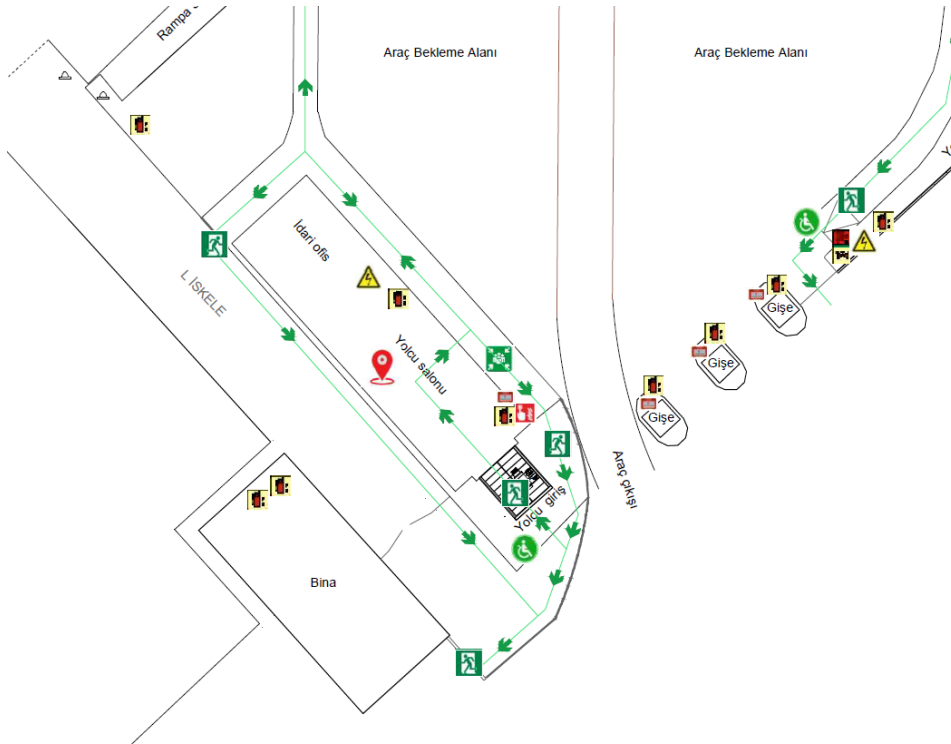 Rampa
Araç Bekleme Alanı
Araç Bekleme Alanı
İdari ofis
L İSKELE
Yolcu salonu
Gişe
Gişe
Gişe
Araç çıkışı
Yolcu giriş
Bina